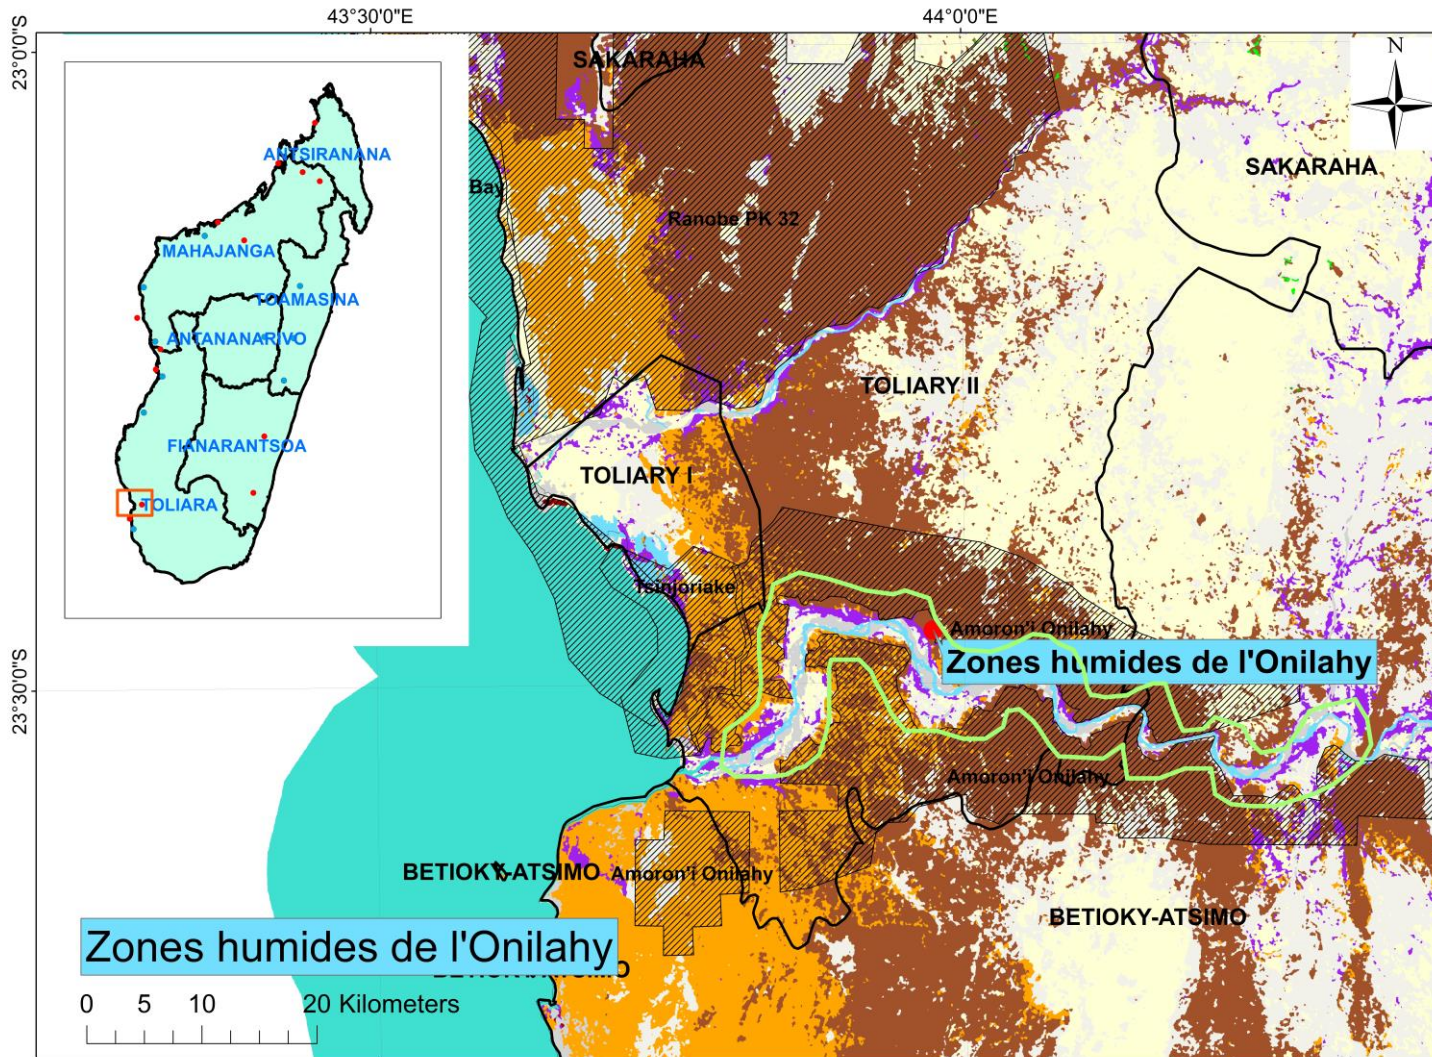 43°30'0"E
44°0'0"E
23°0'0"S
N
SAKARAHA
ANTSIRANANA
SAKARAHA
Bay
Ranobe PK 32
MAHAJANGA
TOAMASINA
ANTANANARIVO
TOLIARY II
FIANARANTSOA
TOLIARY I
TOLIARA
Tsinjoriake
Amoron'i Onilahy
Zones humides de l'Onilahy
23°30'0"S
Amoron'i Onilahy
BETIOKY-ATSIMO
Amoron'i Onilahy
BETIOKY-ATSIMO
Zones humides de l'Onilahy
BETIOKY-ATSIMO
0 5 10 20 Kilometers